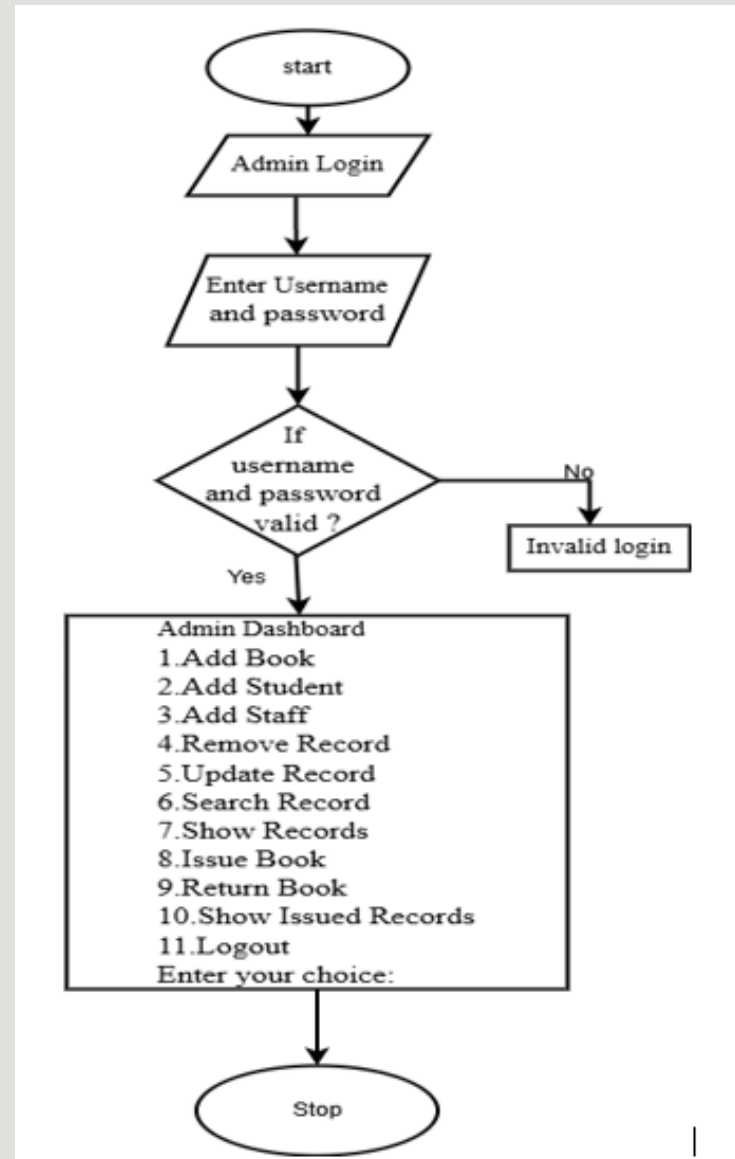 start
Admin Login
Enter Username
and password
If
username
and password
valid ?
No
Invalid login
Yes
Admin Dashboard
1.Add Book
2.Add Student
3.Add Staff
4.Remove Record
5.Update Record
6.Search Record
7.Show Records
8.Issue Book
9.Return Book
10.Show Issued Records
11.Logout
Enter your choice:
Stop